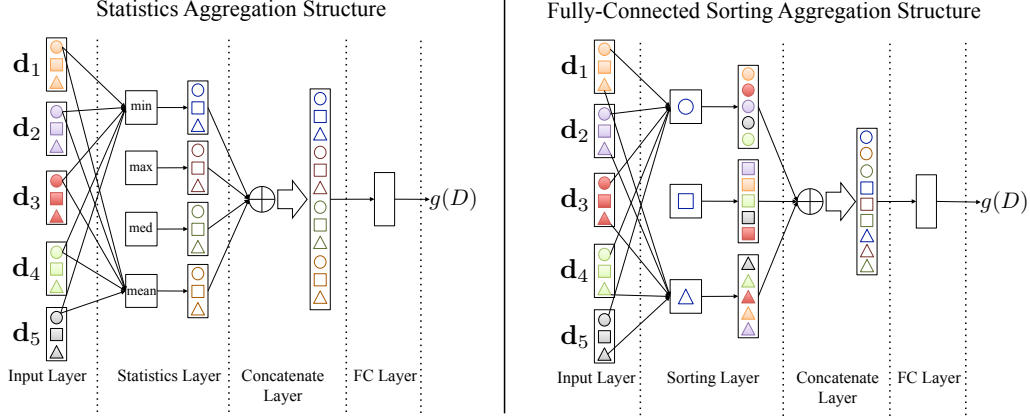 Statistics Aggregation Structure
d1
d2
d3
d4
d5
min
max
med
mean
g(D)
Input Layer
Statistics Layer
Concatenate
Layer
FC Layer
Fully-Connected Sorting Aggregation Structure
d1
d2
d3
d4
d5
g(D)
Input Layer
Sorting Layer
Concatenate
Layer
FC Layer